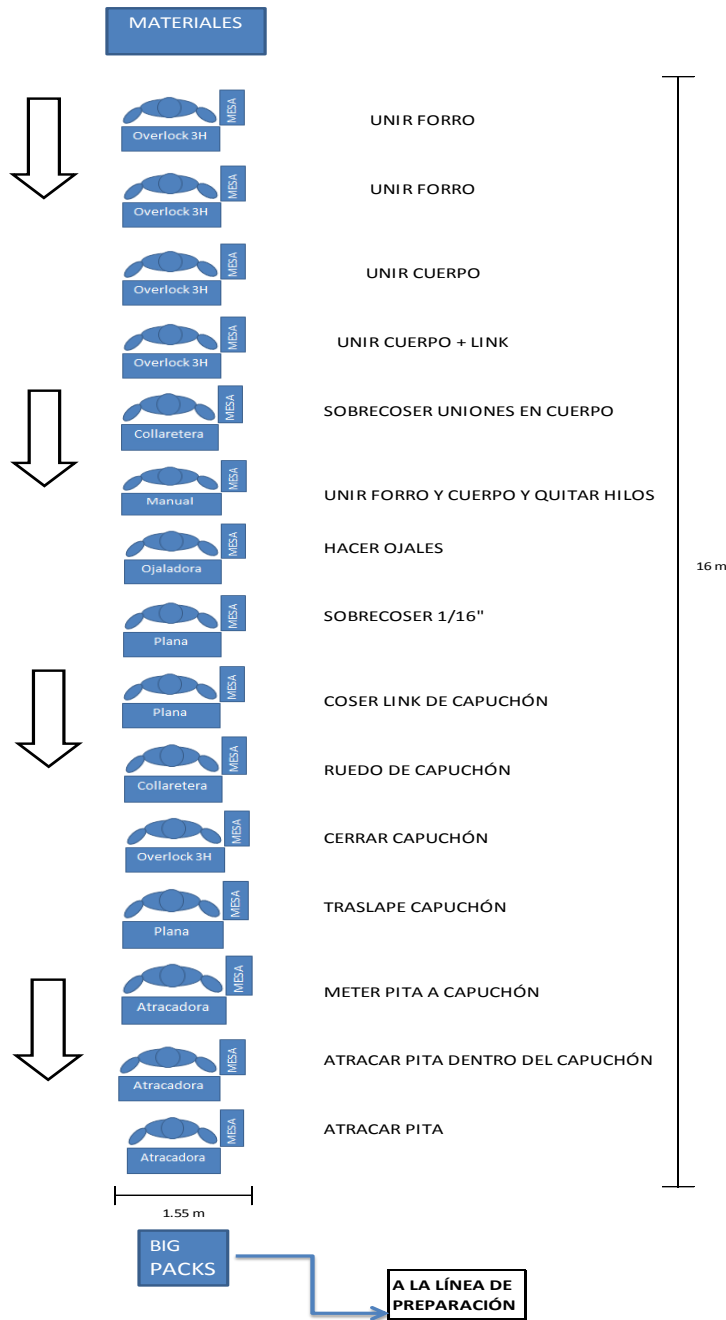 MATERIALES
MESA
Overlock 3H
UNIR FORRO
MESA
Overlock 3H
UNIR FORRO
MESA
Overlock 3H
UNIR CUERPO
MESA
Overlock 3H
UNIR CUERPO + LINK
MESA
Collaretera
SOBRECOSER UNIONES EN CUERPO
MESA
Manual
UNIR FORRO Y CUERPO Y QUITAR HILOS
MESA
Ojaladora
HACER OJALES
16 m
MESA
Plana
SOBRECOSER 1/16"
MESA
Plana
COSER LINK DE CAPUCHÓN
MESA
Collaretera
RUEDO DE CAPUCHÓN
MESA
Overlock 3H
CERRAR CAPUCHÓN
MESA
Plana
TRASLAPE CAPUCHÓN
MESA
Atracadora
METER PITA A CAPUCHÓN
MESA
Atracadora
ATRACAR PITA DENTRO DEL CAPUCHÓN
MESA
Atracadora
ATRACAR PITA
1.55 m
BIG
PACKS
A LA LÍNEA DE
PREPARACIÓN